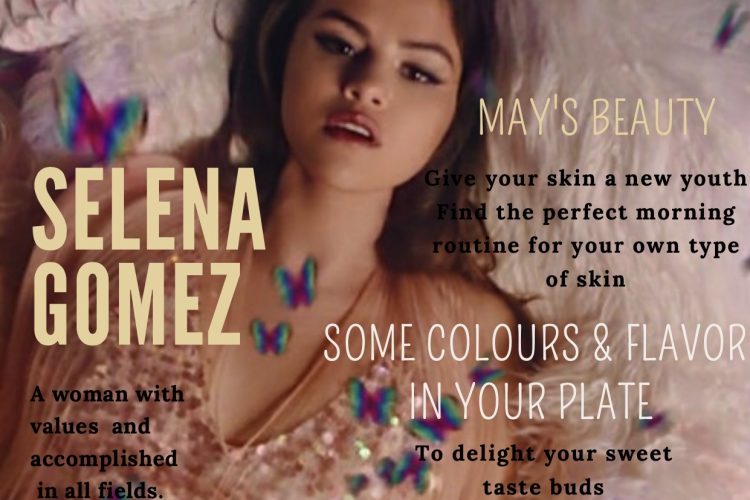 SELENA
GOMEZ
A woman with
values and
accomplished
in all fields.
MAY'S BEAUTY
Give your skin a new youth
Find the perfect morning
routine for your own type
of skin
SOME COLOURS & FLAVOR
IN YOUR PLATE
To delight your sweet
taste buds